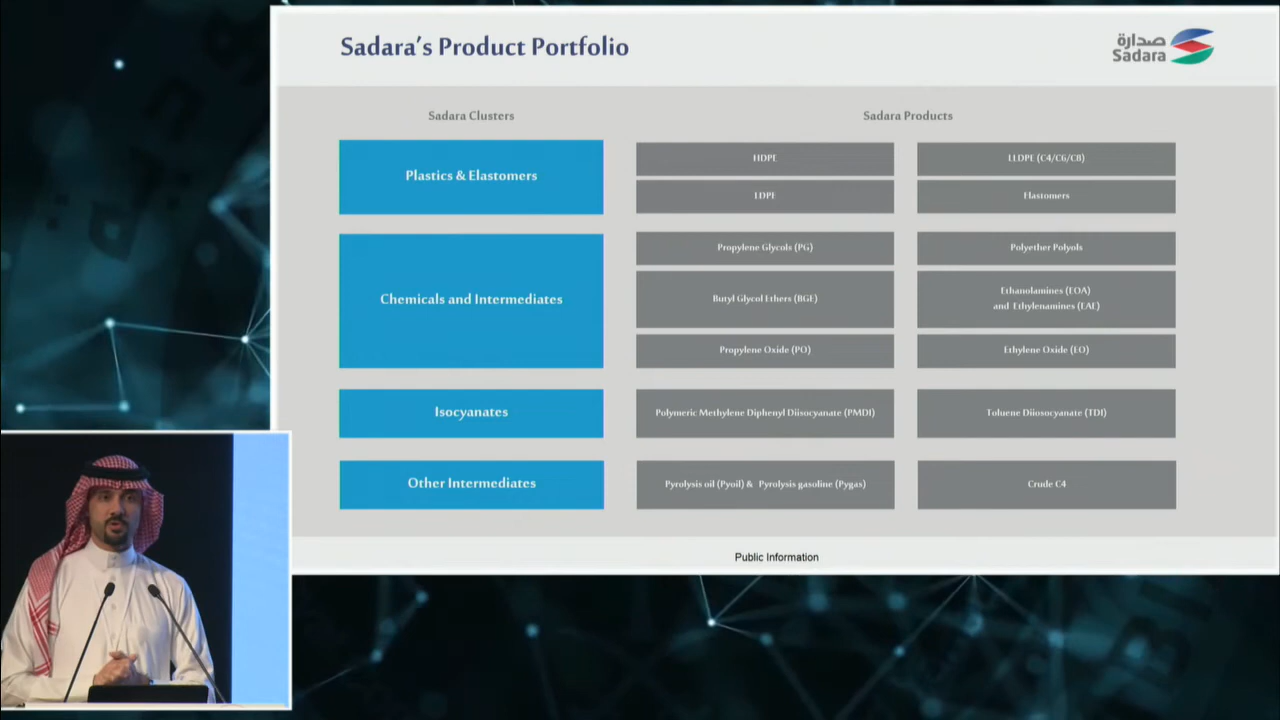 Sadara's Product Portfolio
صدارة
Sadara
Sadara Clusters
Sadara Products
Plastics & Elastomers
HDPE
LLDPE (C4/C6/C8)
LDPE
Elastomers
Chemicals and Intermediates
Propylene Glycols (PG)
Polyether Polyols
Butyl Glycol Ethers (BGE)
Ethanolamines (EOA)
and Ethylenamines (EAE)
Propylene Oxide (PO)
Ethylene Oxide (EO)
Isocyanates
Polymeric Methylene Diphenyl Diisocyanate (PMDI)
Toluene Diiosocyanate (TDI)
Other Intermediates
Pyrolysis oil (Pyoil) & Pyrolysis gasoline (Pygas)
Crude C4
Public Information